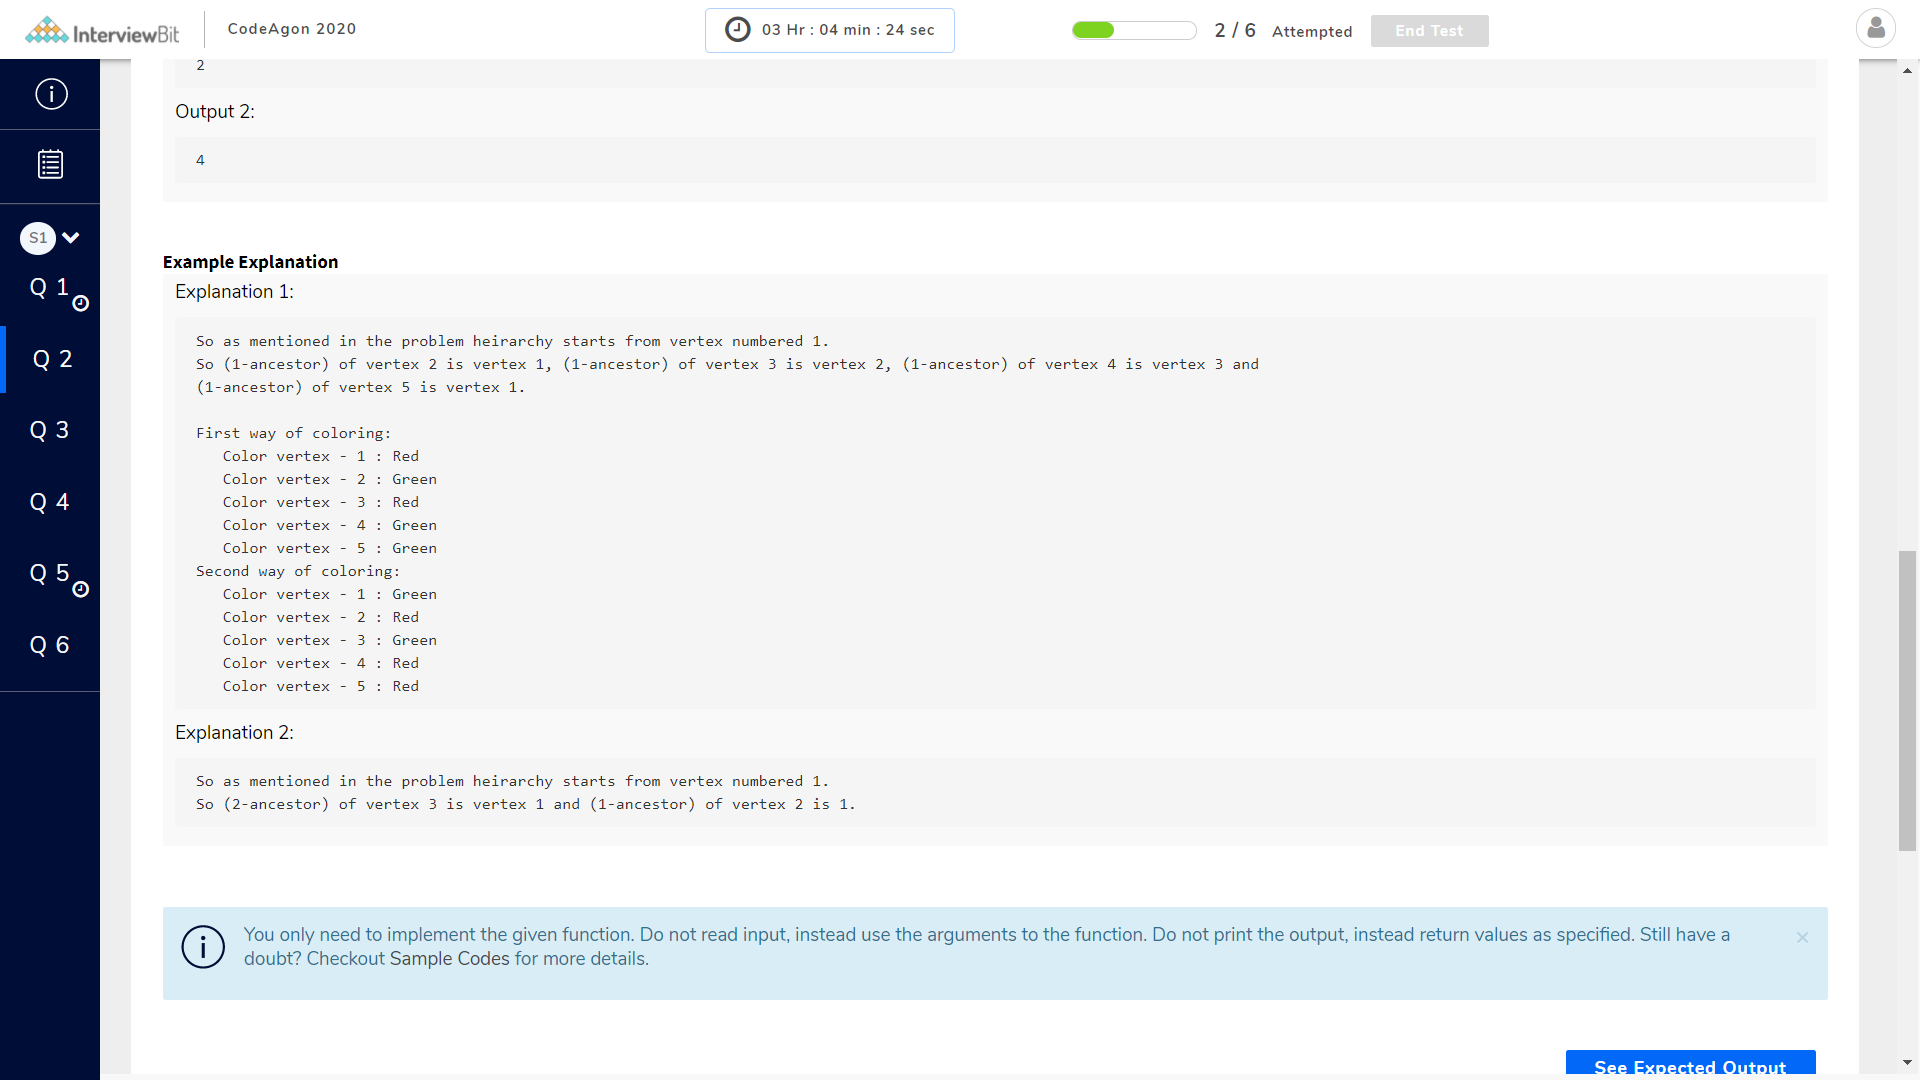 InterviewBit
CodeAgon 2020
03 Hr : 04 min : 24 sec
2 / 6 Attempted
End Test
2
Output 2:
4
S1
Q 1
Q 2
Q 3
Q 4
Q 5
Q 6
Example Explanation
Explanation 1:
So as mentioned in the problem heirarchy starts from vertex numbered 1.
So (1-ancestor) of vertex 2 is vertex 1, (1-ancestor) of vertex 3 is vertex 2, (1-ancestor) of vertex 4 is vertex 3 and
(1-ancestor) of vertex 5 is vertex 1.
First way of coloring:
Color vertex - 1 : Red
Color vertex - 2 : Green
Color vertex - 3 : Red
Color vertex - 4 : Green
Color vertex - 5 : Green
Second way of coloring:
Color vertex - 1 : Green
Color vertex - 2 : Red
Color vertex - 3 : Green
Color vertex - 4 : Red
Color vertex - 5 : Red
Explanation 2:
So as mentioned in the problem heirarchy starts from vertex numbered 1.
So (2-ancestor) of vertex 3 is vertex 1 and (1-ancestor) of vertex 2 is 1.
You only need to implement the given function. Do not read input, instead use the arguments to the function. Do not print the output, instead return values as specified. Still have a
doubt? Checkout Sample Codes for more details.
×
See Expected Output